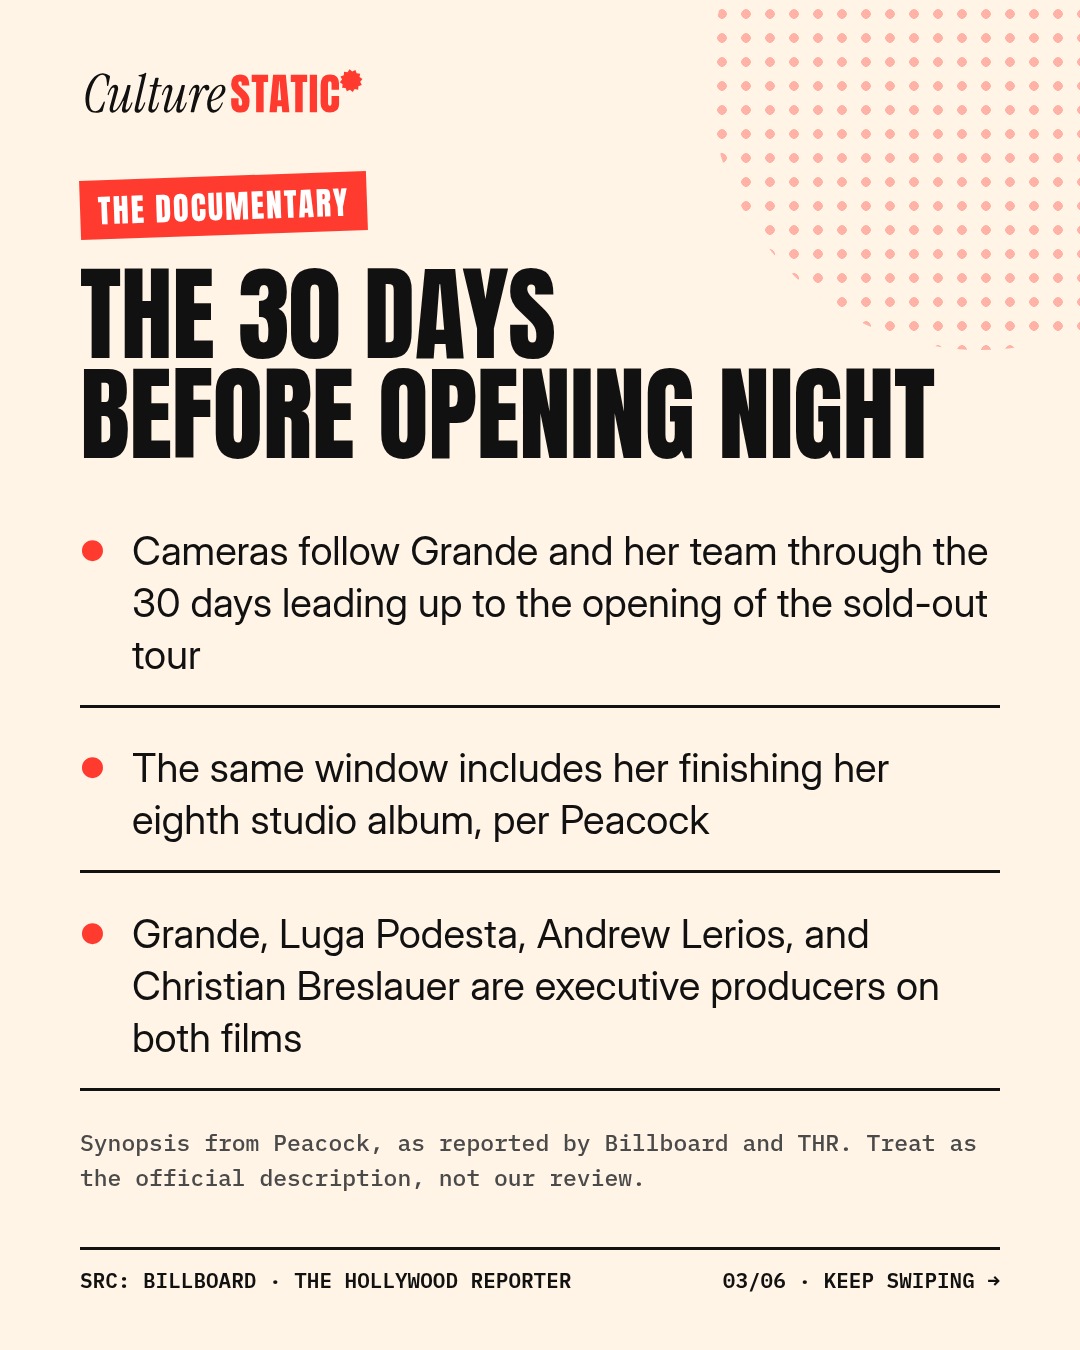 Culture STATIC
THE DOCUMENTARY
THE 30 DAYS
BEFORE OPENING NIGHT
Cameras follow Grande and her team through the
30 days leading up to the opening of the sold-out
tour
The same window includes her finishing her
eighth studio album, per Peacock
Grande, Luga Podesta, Andrew Lerios, and
Christian Breslauer are executive producers on
both films
Synopsis from Peacock, as reported by Billboard and THR. Treat as
the official description, not our review.
SRC: BILLBOARD · THE HOLLYWOOD REPORTER
03/06 · KEEP SWIPING →